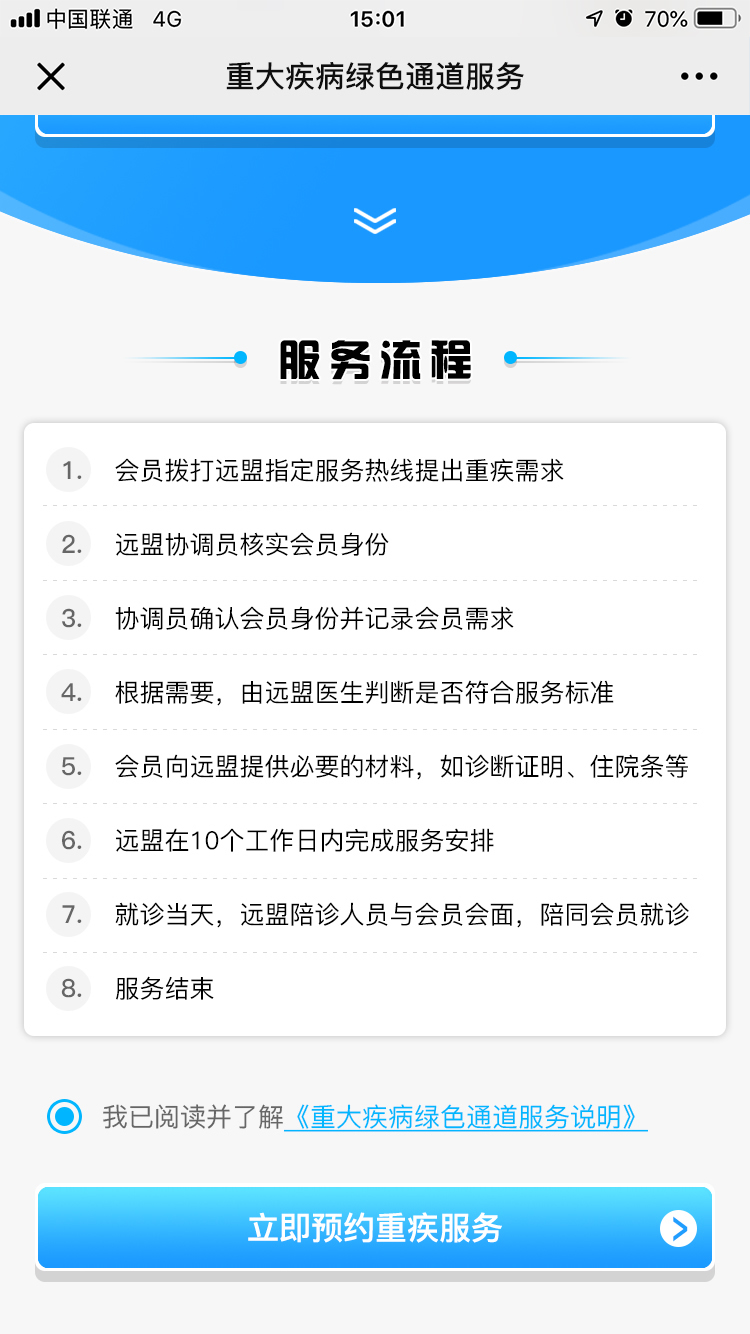 中国联通 4G 15:01 70%
重大疾病绿色通道服务
服务流程
1. 会员拨打远盟指定服务热线提出重疾需求
2. 远盟协调员核实会员身份
3. 协调员确认会员身份并记录会员需求
4. 根据需要，由远盟医生判断是否符合服务标准
5. 会员向远盟提供必要的材料，如诊断证明、住院条等
6. 远盟在10个工作日内完成服务安排
7. 就诊当天，远盟陪诊人员与会员会面，陪同会员就诊
8. 服务结束
我已阅读并了解《重大疾病绿色通道服务说明》
立即预约重疾服务